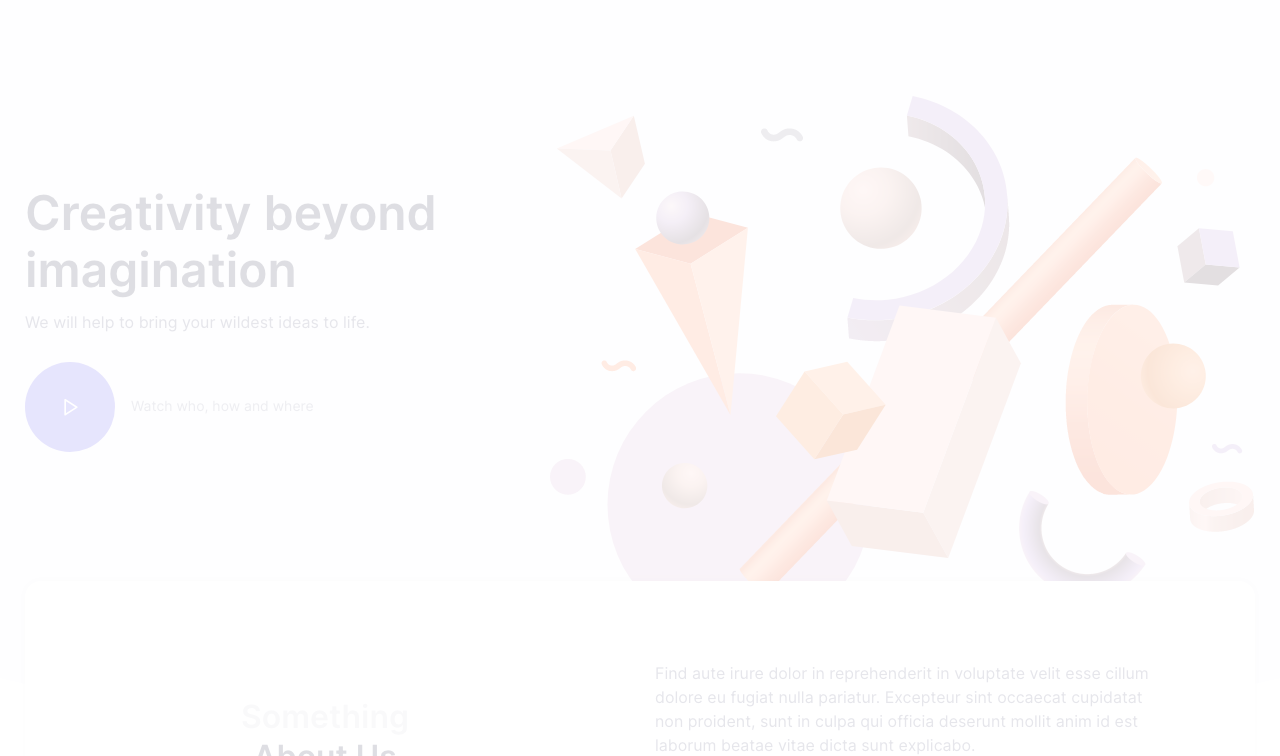 Creativity beyond
imagination
We will help to bring your wildest ideas to life.
Watch who, how and where
Something
About Us
Find aute irure dolor in reprehenderit in voluptate velit esse cillum
dolore eu fugiat nulla pariatur. Excepteur sint occaecat cupidatat
non proident, sunt in culpa qui officia deserunt mollit anim id est
laborum beatae vitae dicta sunt explicabo.